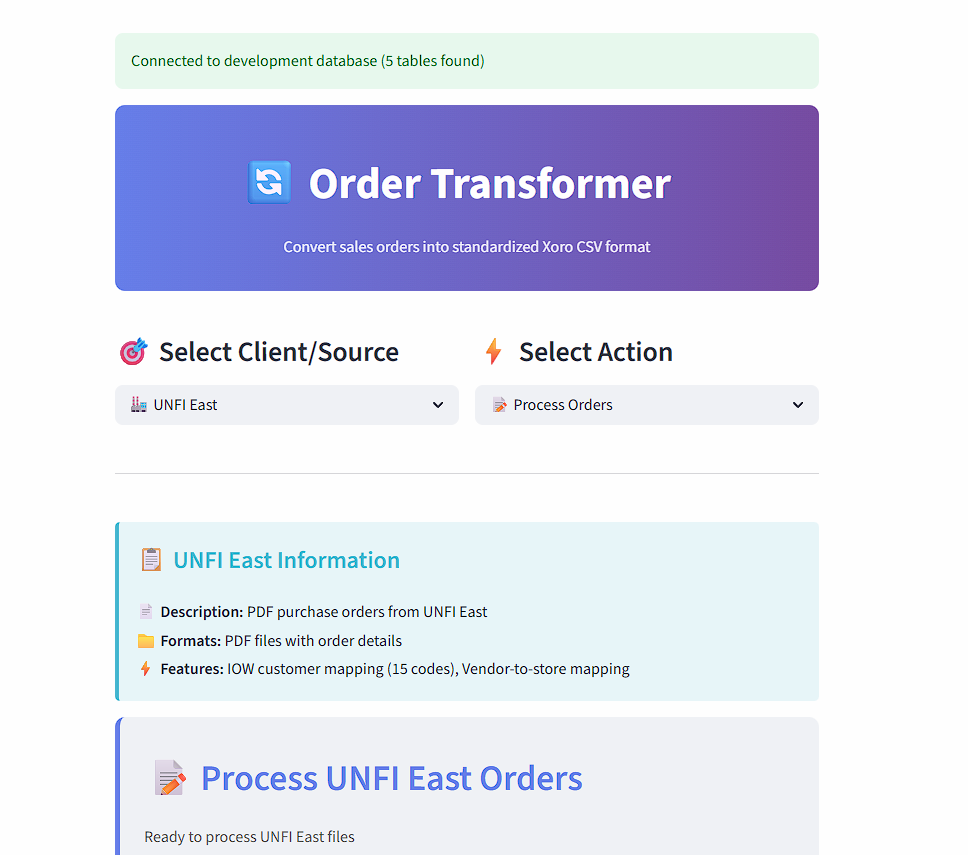 Connected to development database (5 tables found)
Order Transformer
Convert sales orders into standardized Xoro CSV format
Select Client/Source
Select Action
UNFI East
Process Orders
UNFI East Information
Description: PDF purchase orders from UNFI East
Formats: PDF files with order details
Features: IOW customer mapping (15 codes), Vendor-to-store mapping
Process UNFI East Orders
Ready to process UNFI East files